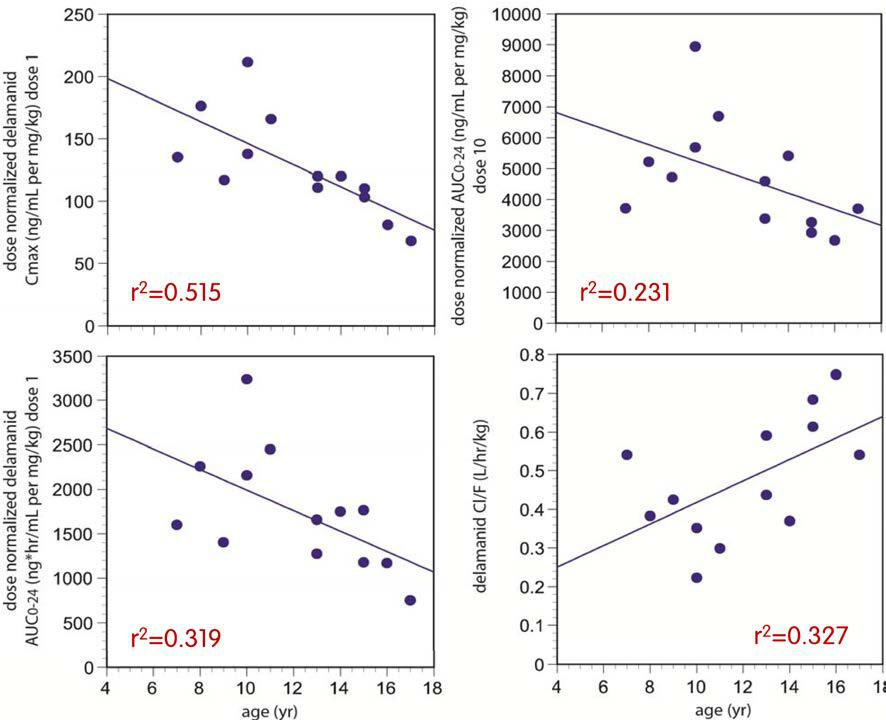 dose normalized delamanid
Cmax (ng/mL per mg/kg) dose 1
250
200
150
100
50
0
r²=0.515
dose normalized AUC0-24 (ng/mL per mg/kg)
dose 10
10000
9000
8000
7000
6000
5000
4000
3000
2000
1000
0
r²=0.231
dose normalized delamanid
AUC0-24 (ng*hr/mL per mg/kg) dose 1
3500
3000
2500
2000
1500
1000
500
0
r²=0.319
4 6 8 10 12 14 16 18
age (yr)
delamanid Cl/F (L/hr/kg)
0.8
0.7
0.6
0.5
0.4
0.3
0.2
0.1
0
r²=0.327
4 6 8 10 12 14 16
age (yr)